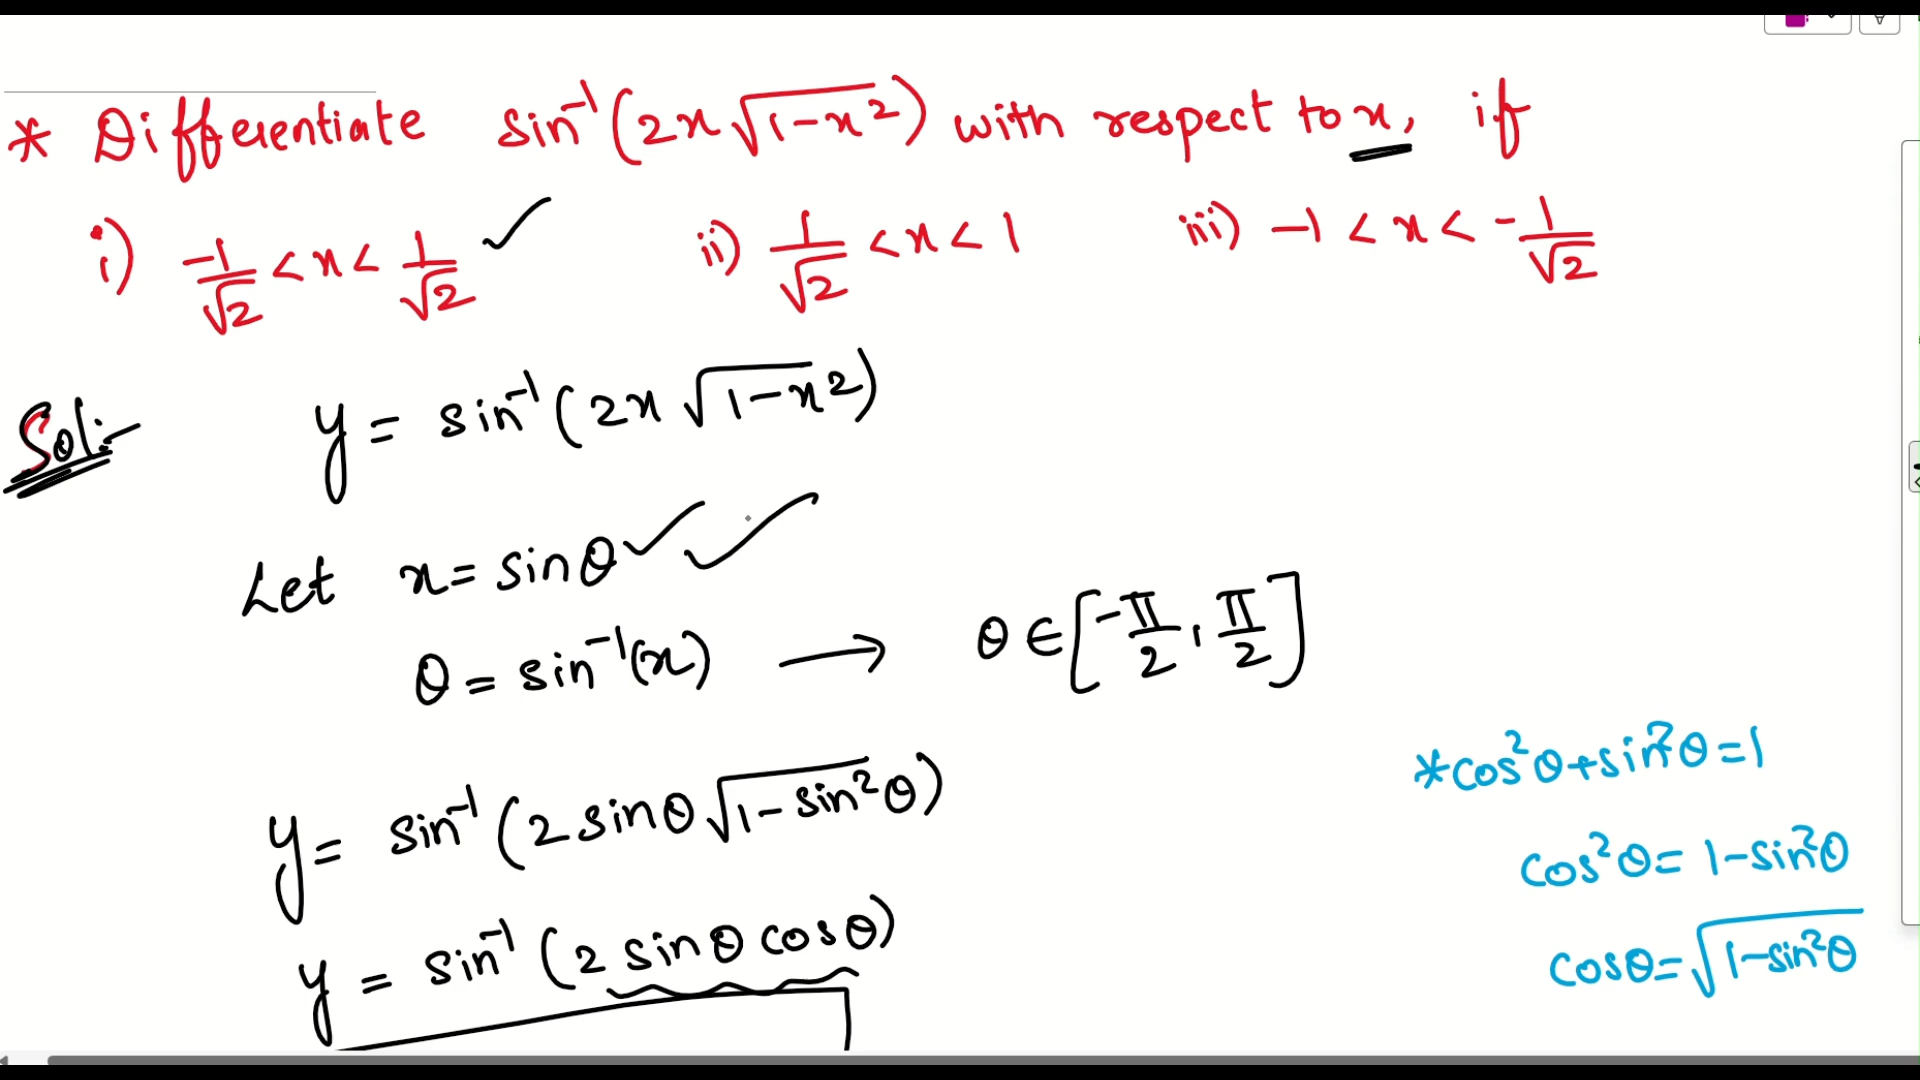 * Differentiate sin⁻¹(2x√(1-x²)) with respect to x, if
i) -1/√2 < x < 1/√2 ✓ ii) 1/√2 < x < 1 iii) -1 < x < -1/√2
Sol:- y = sin⁻¹(2x√(1-x²))
Let x = sinθ ✓✓
θ = sin⁻¹(x) → θ ∈ [-π/2, π/2]
*cos²θ+sin²θ=1
y = sin⁻¹(2sinθ√(1-sin²θ))
cos²θ = 1-sin²θ
y = sin⁻¹(2 sinθ cosθ)
cosθ = √(1-sin²θ)